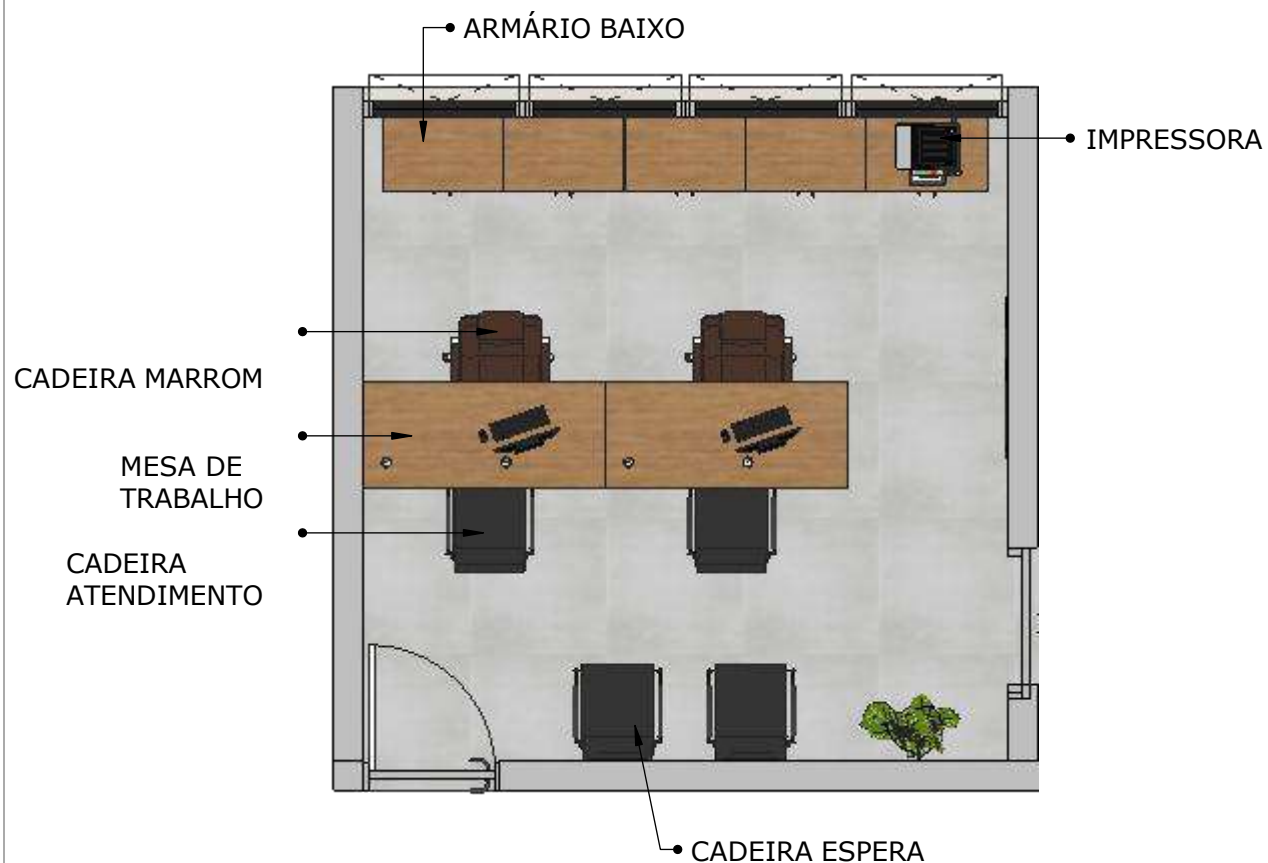 ARMÁRIO BAIXO
IMPRESSORA
CADEIRA MARROM
MESA DE
TRABALHO
CADEIRA
ATENDIMENTO
CADEIRA ESPERA